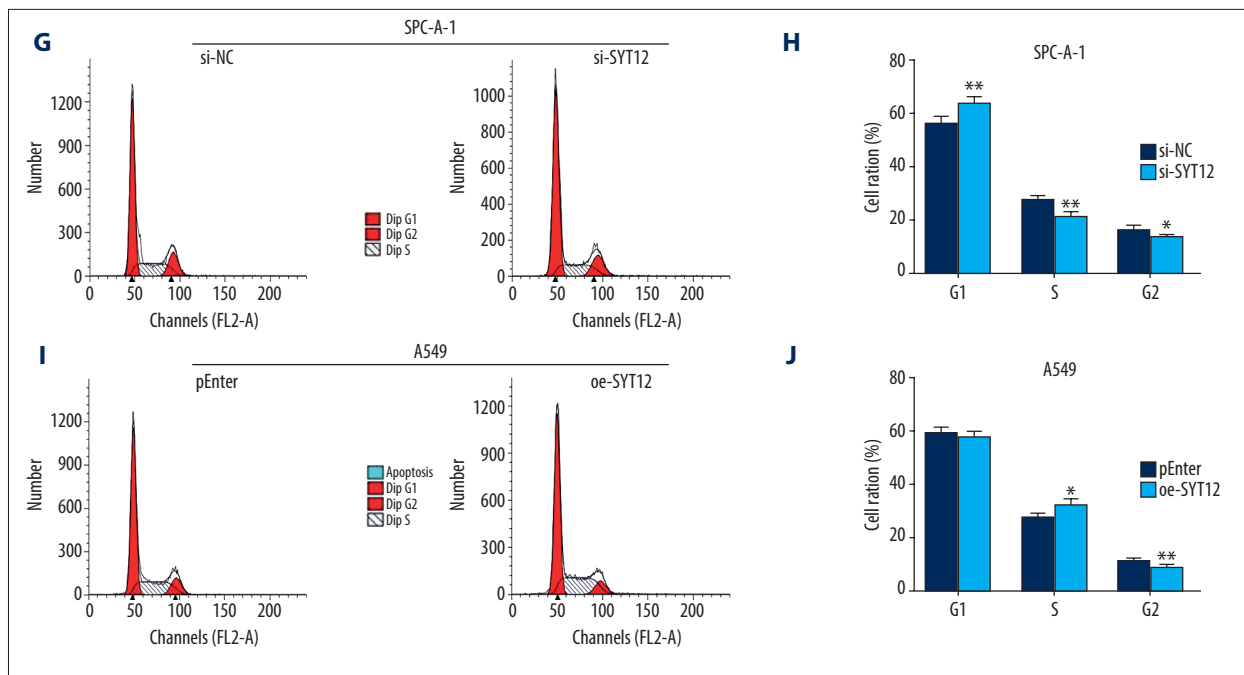 G
SPC-A-1
si-NC
si-SYT12
Number
1200
900
600
300
0
0 50 100 150 200
Channels (FL2-A)
Dip G1
Dip G2
Dip S
Number
1000
800
600
400
200
0
0 50 100 150 200
Channels (FL2-A)
H
SPC-A-1
Cell ration (%)
80
60
40
20
0
**
**
*
G1 S G2
si-NC
si-SYT12
I
A549
pEnter
oe-SYT12
Number
1200
900
600
300
0
0 50 100 150 200
Channels (FL2-A)
Apoptosis
Dip G1
Dip G2
Dip S
Number
1200
900
600
300
0
0 50 100 150 200
Channels (FL2-A)
J
A549
Cell ration (%)
80
60
40
20
0
*
**
G1 S G2
pEnter
oe-SYT12